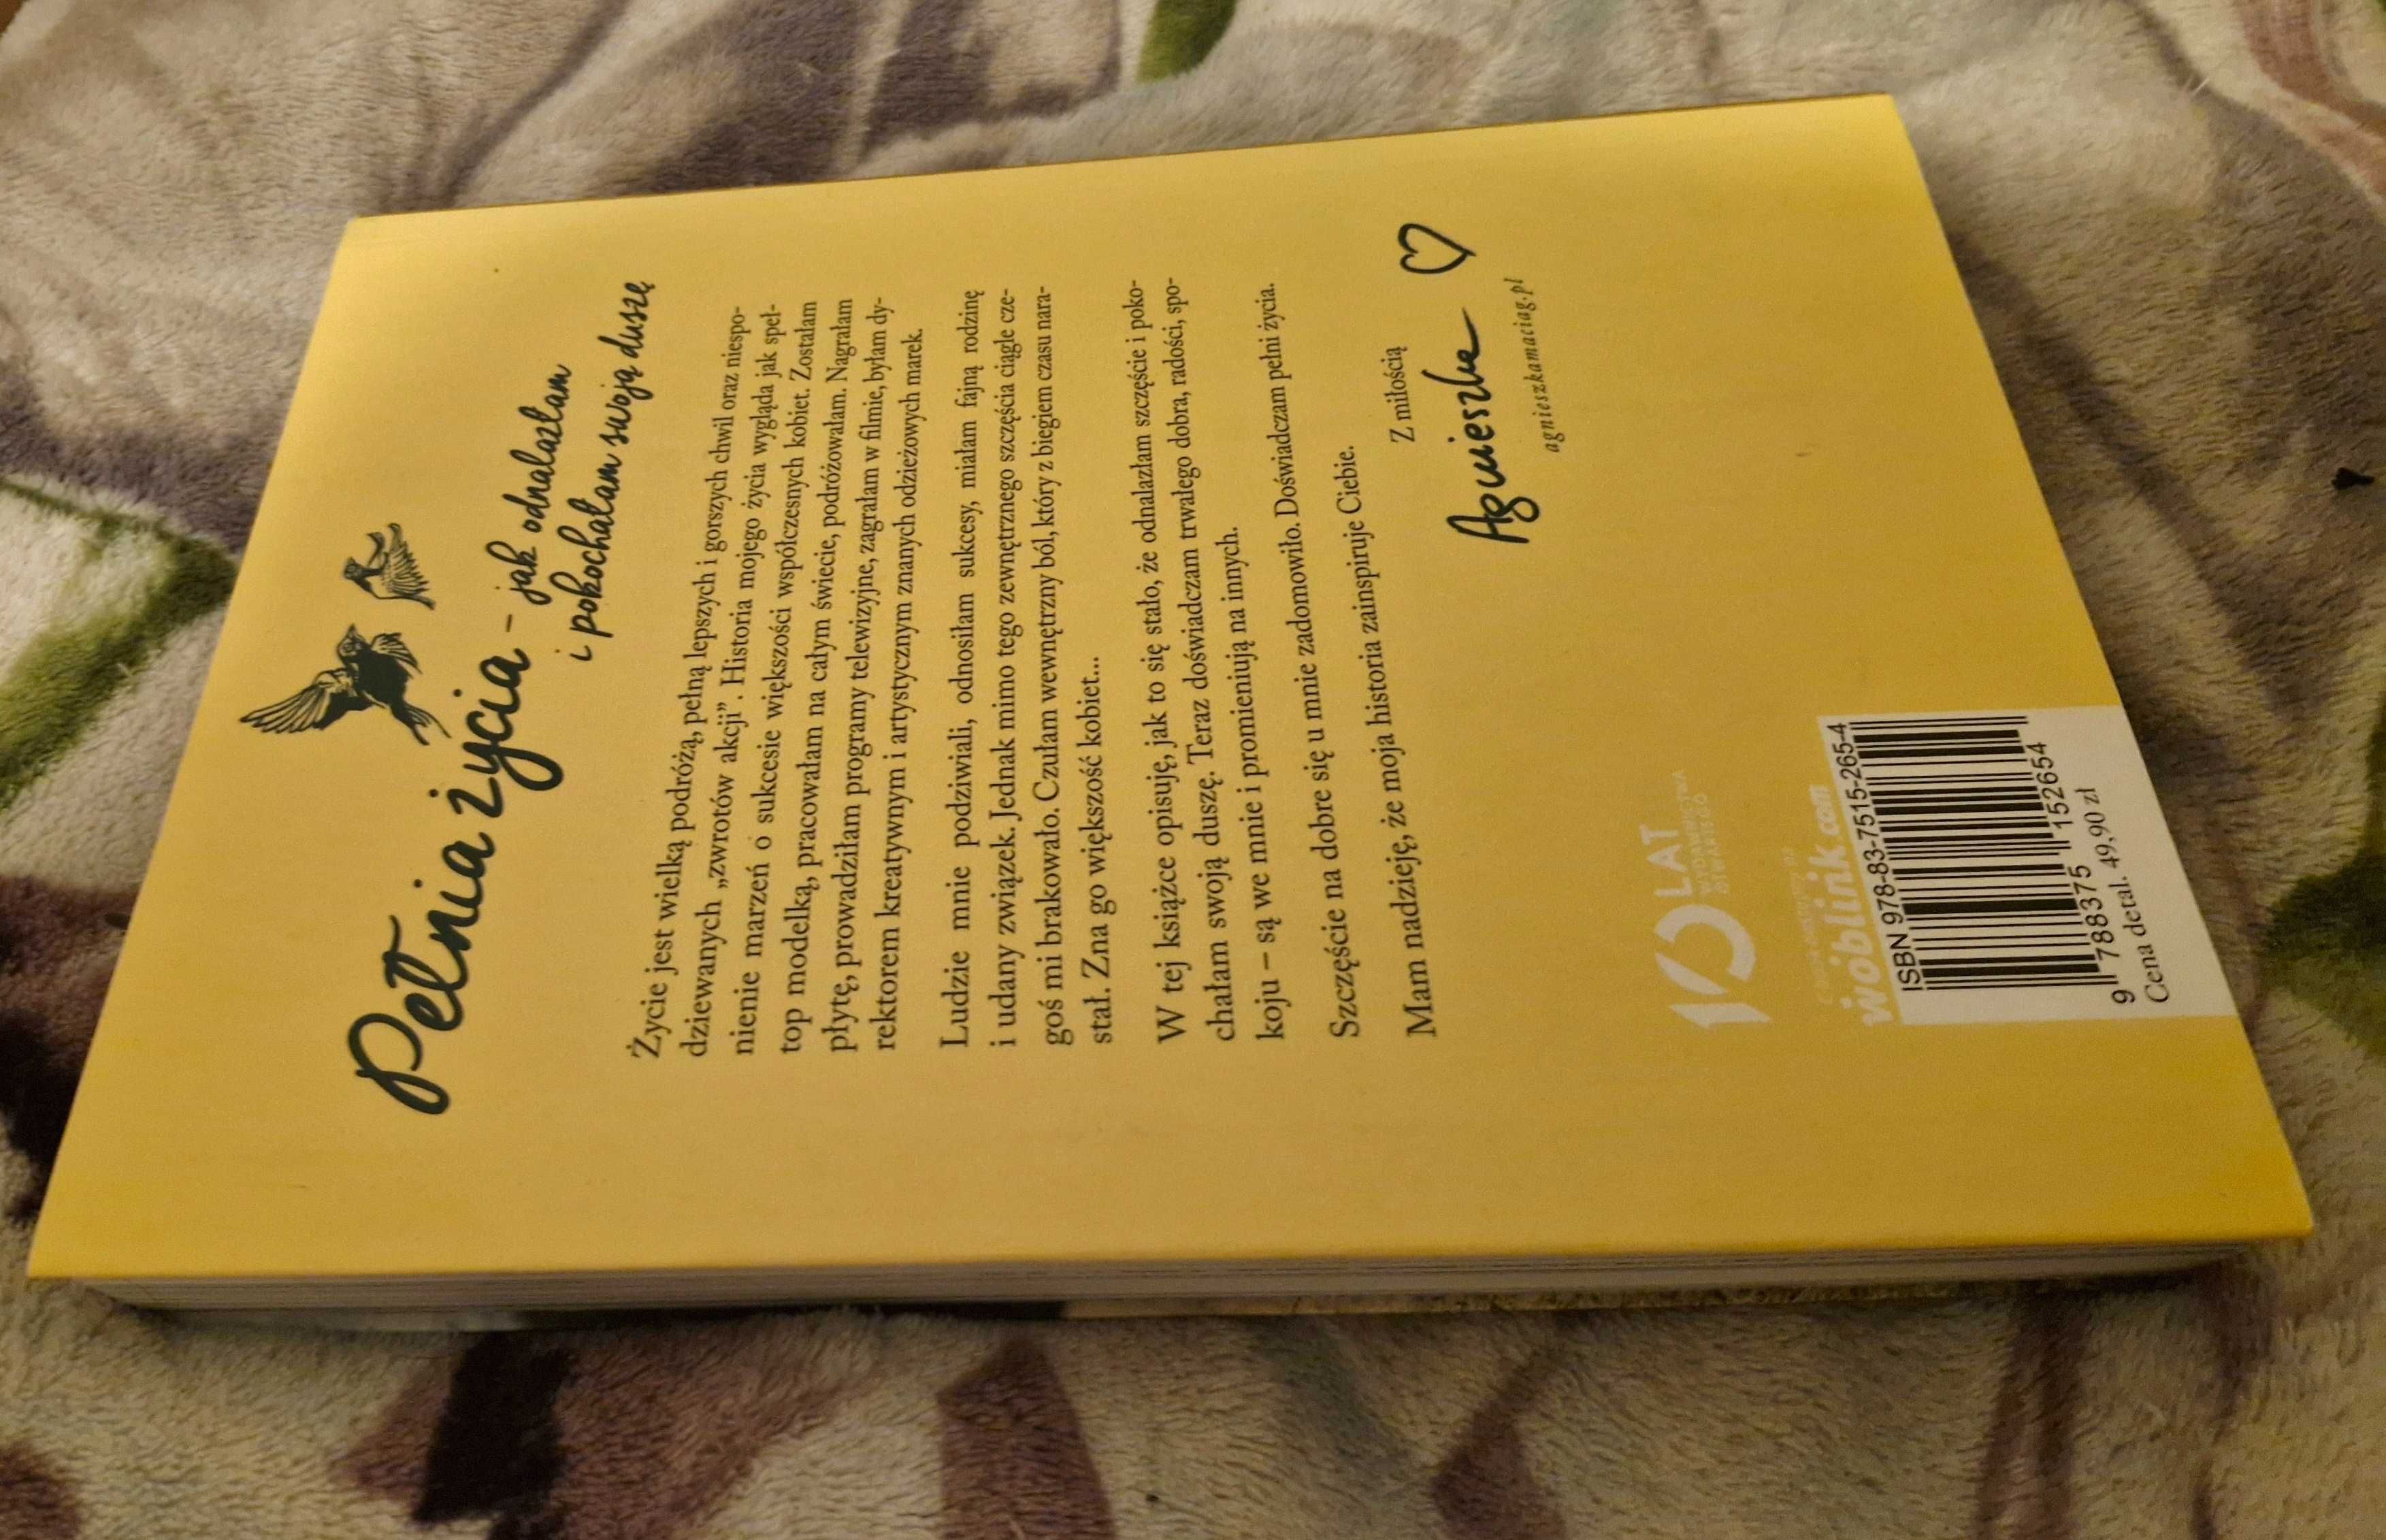 Pełnia życia – jak odnalazłam
i pokochałam swoją duszę
Życie jest wielką podróżą, pełną lepszych i gorszych chwil oraz niespo-
dziewanych „zwrotów akcji”. Historia mojego życia wygląda jak speł-
nienie marzeń o sukcesie większości współczesnych kobiet. Zostałam
top modelką, pracowałam na całym świecie, podróżowałam. Nagrałam
płytę, prowadziłam programy telewizyjne, zagrałam w filmie, byłam dy-
rektorem kreatywnym i artystycznym znanych odzieżowych marek.
Ludzie mnie podziwiali, odnosiłam sukcesy, miałam fajną rodzinę
i udany związek. Jednak mimo tego zewnętrznego szczęścia ciągle cze-
goś mi brakowało. Czułam wewnętrzny ból, który z biegiem czasu nara-
stał. Zna go większość kobiet...
W tej książce opisuję, jak to się stało, że odnalazłam szczęście i poko-
chałam swoją duszę. Teraz doświadczam trwałego dobra, radości, spo-
koju – są we mnie i promieniują na innych.
Szczęście na dobre się u mnie zadomowiło. Doświadczam pełni życia.
Mam nadzieję, że moja historia zainspiruje Ciebie.
Z miłością
Agnieszka
agnieszkamaciag.pl
10 LAT
WYDAWNICTWA
OTWARTEGO
woblink.com
ISBN 978-83-7515-265-4
9 788375 152654
Cena detal. 49,90 zł